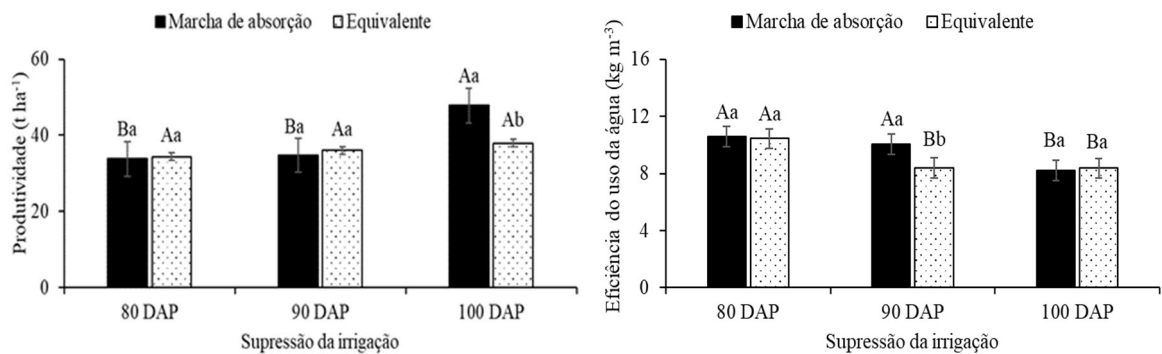 Marcha de absorção Equivalente
Produtividade (t ha⁻¹)
60
40
20
0
Ba Aa Ba Aa Aa Ab
80 DAP 90 DAP 100 DAP
Supressão da irrigação
Marcha de absorção Equivalente
Eficiência do uso da água (kg m⁻³)
16
12
8
4
0
Aa Aa Aa Bb Ba Ba
80 DAP 90 DAP 100 DAP
Supressão da irrigação